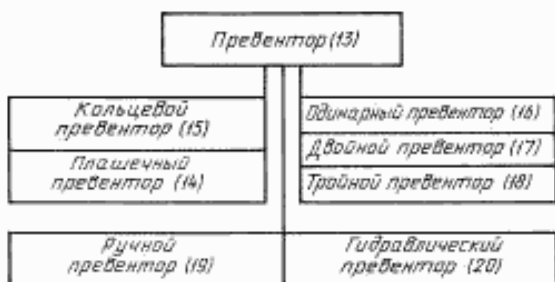 Превентор (13)
Кольцевой
превентор (15)
Плашечный
превентор (14)
Одинарный превентор (16)
Двойной превентор (17)
Тройной превентор (18)
Ручной
превентор (19)
Гидравлический
превентор (20)